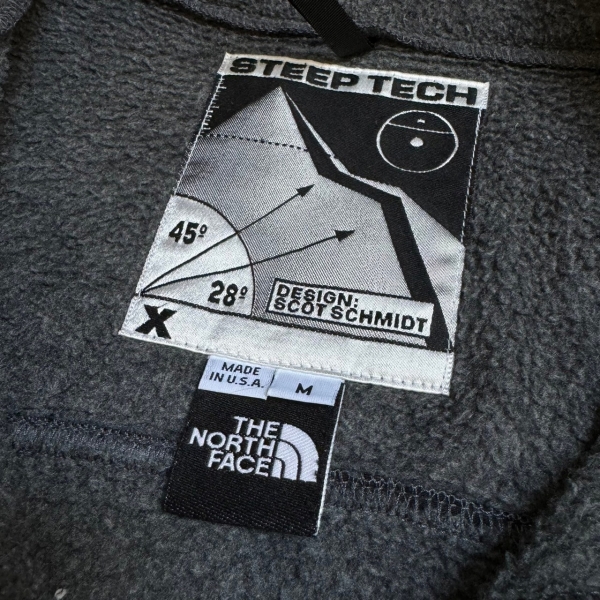 STEEP TECH
45º
28º
DESIGN:
SCOT SCHMIDT
X
MADE
IN U.S.A.
M
THE
NORTH
FACE